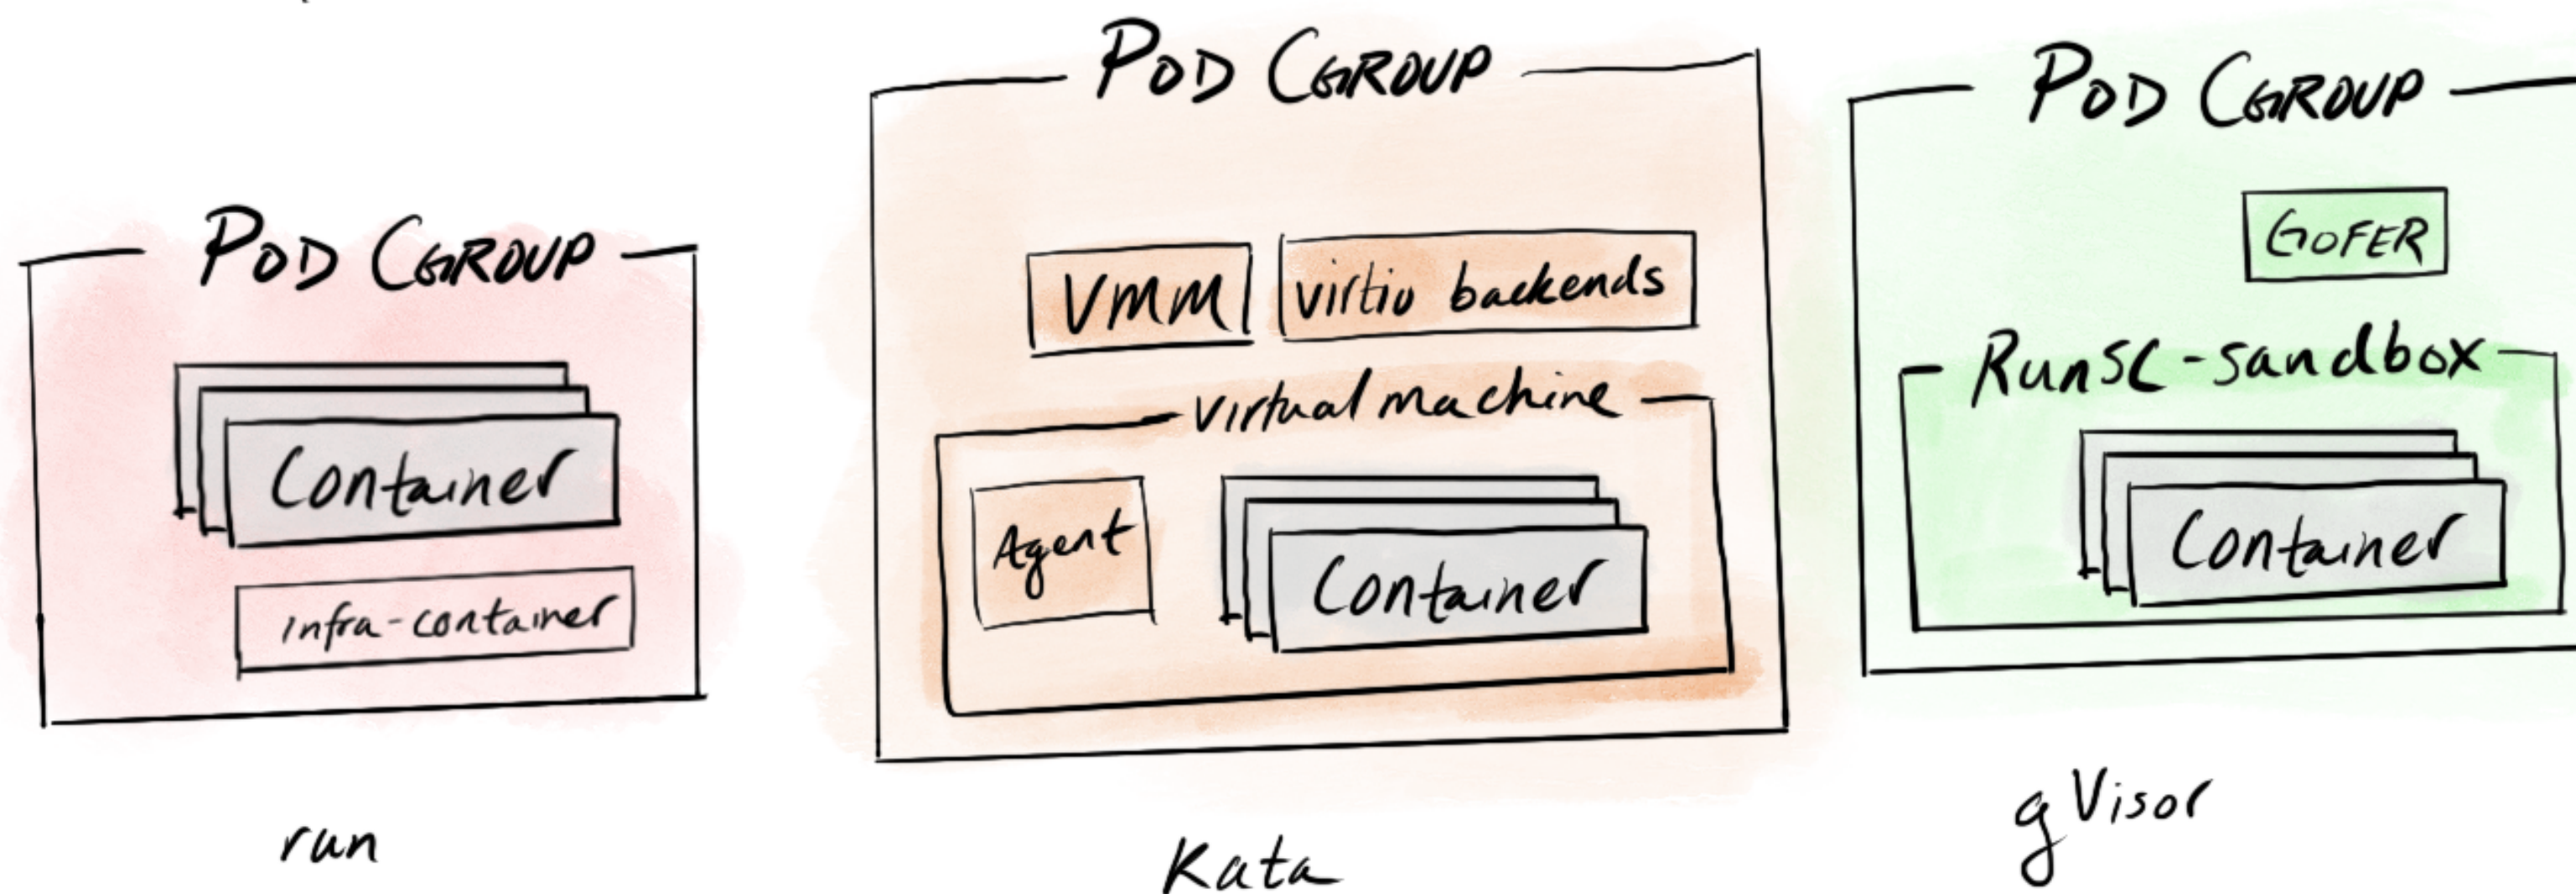 POD CGROUP
Container
infra-container
run
POD CGROUP
VMM
virtio backends
virtual machine
Agent
Container
Kata
POD CGROUP
GOFER
RunSC-sandbox
Container
gVisor